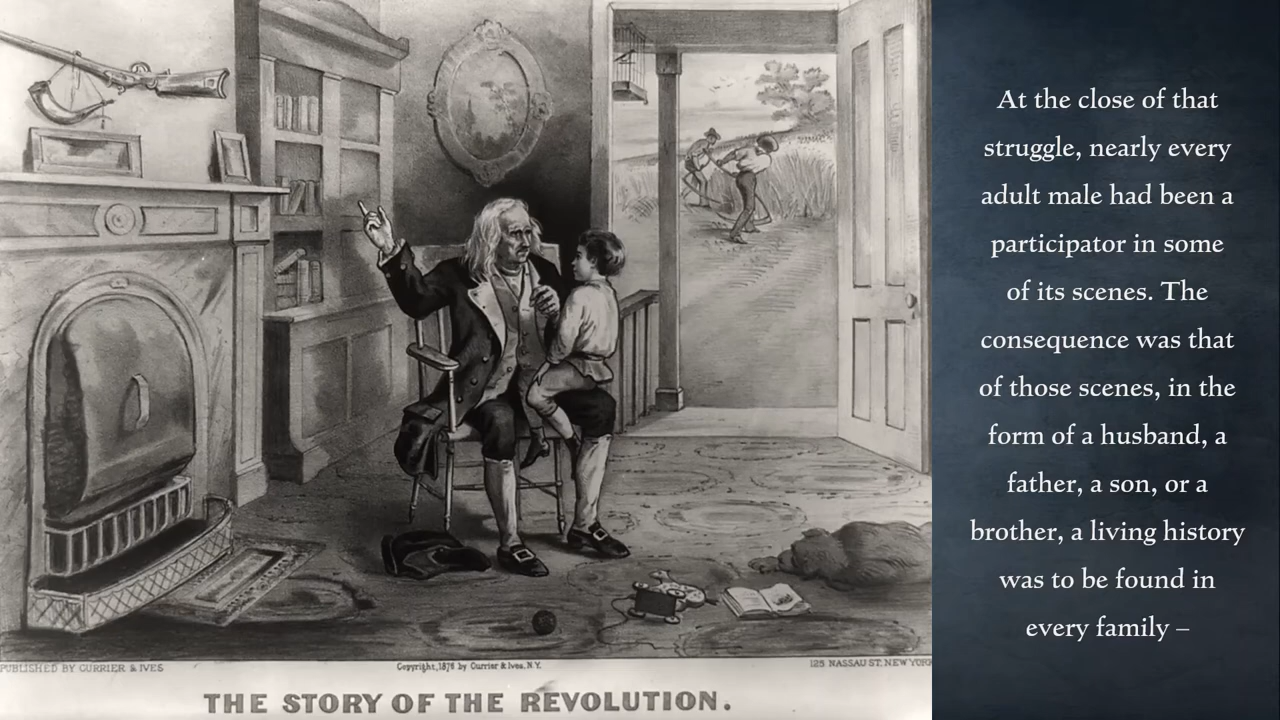 PUBLISHED BY CURRIER & IVES
Copyright, 1876 by Currier & Ives, N.Y.
125 NASSAU ST. NEW YORK
THE STORY OF THE REVOLUTION.
At the close of that
struggle, nearly every
adult male had been a
participator in some
of its scenes. The
consequence was that
of those scenes, in the
form of a husband, a
father, a son, or a
brother, a living history
was to be found in
every family –